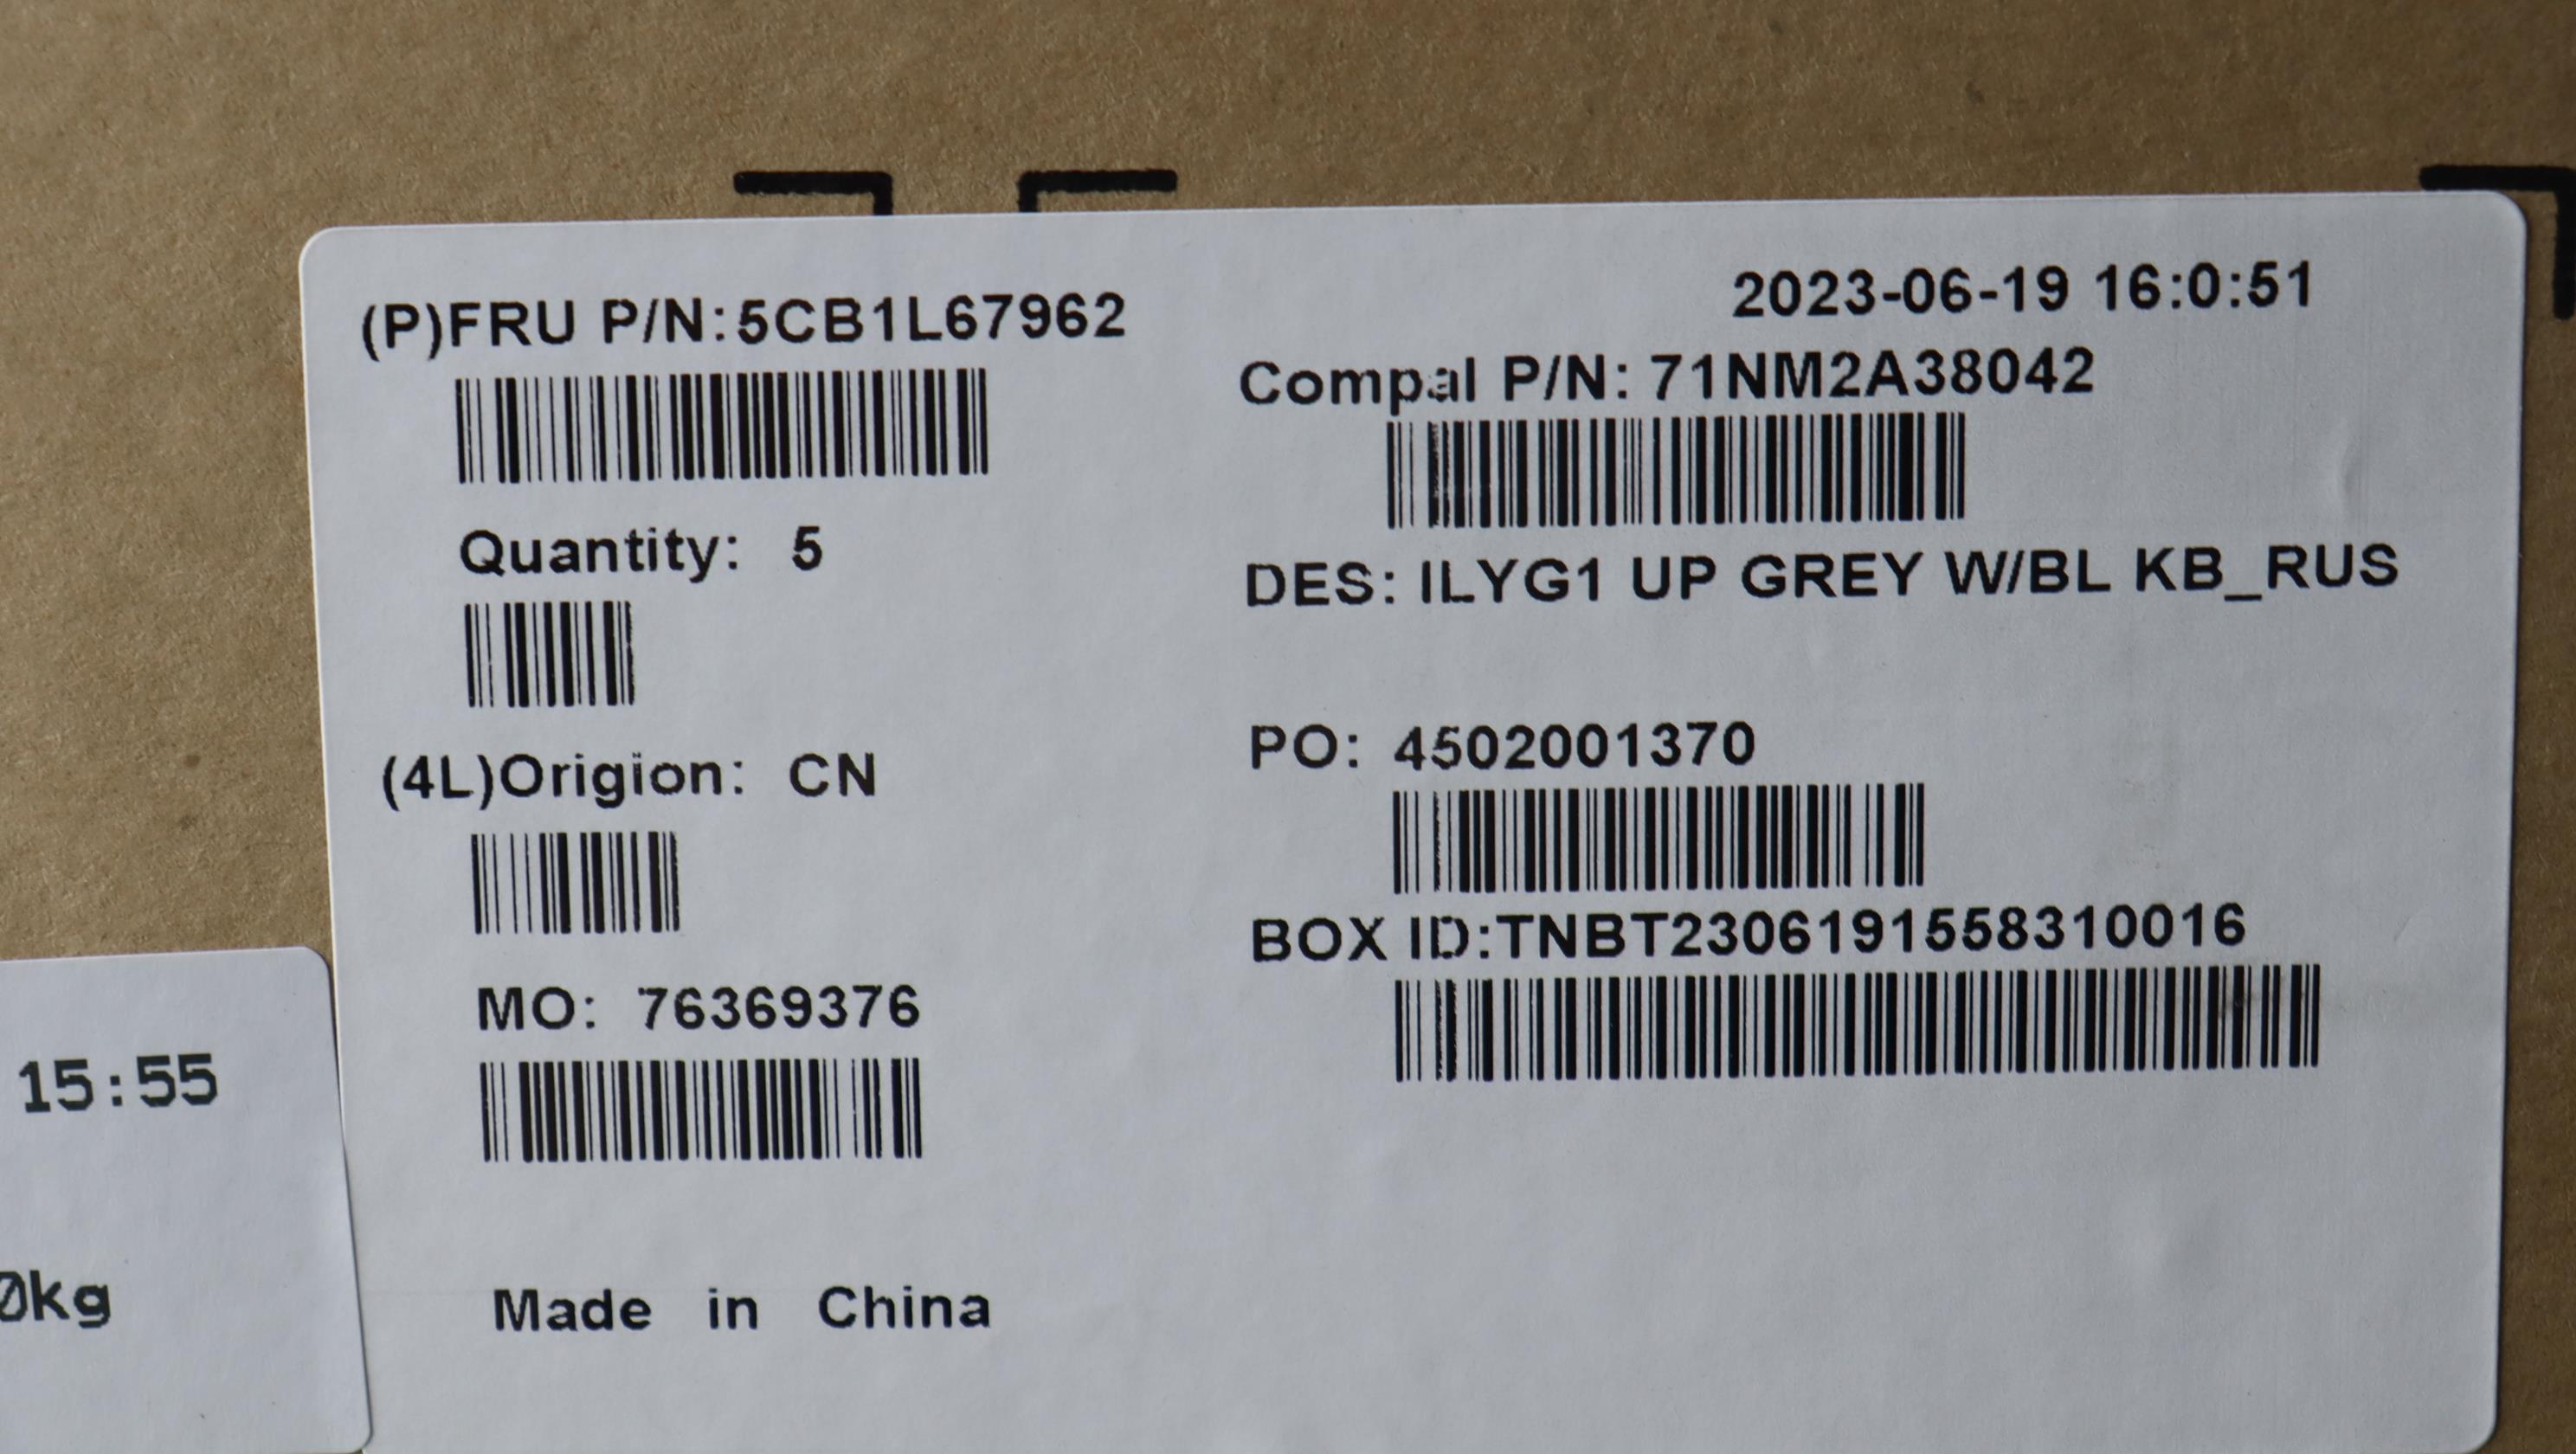 (P)FRU P/N:5CB1L67962
Quantity: 5
(4L)Origion: CN
MO: 76369376
Made in China
2023-06-19 16:0:51
Compal P/N: 71NM2A38042
DES: ILYG1 UP GREY W/BL KB_RUS
PO: 4502001370
BOX ID:TNBT2306191558310016
15:55
0kg